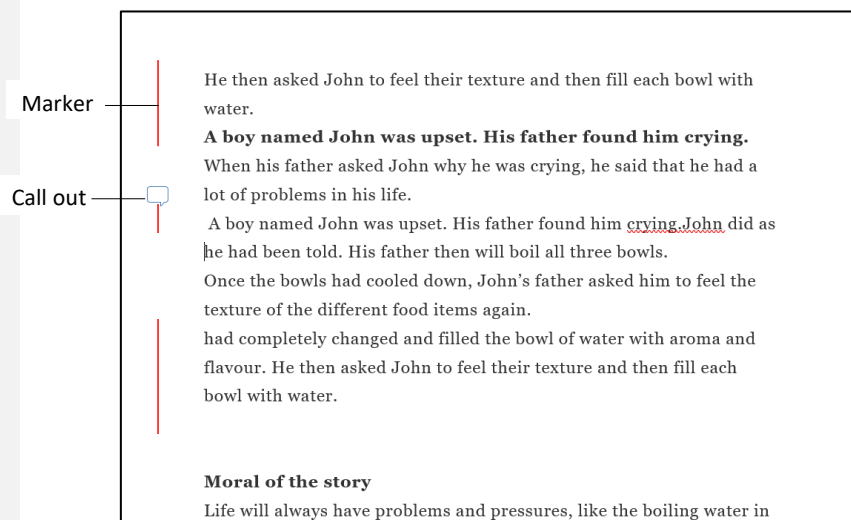 He then asked John to feel their texture and then fill each bowl with
Marker
water.
A boy named John was upset. His father found him crying.
When his father asked John why he was crying, he said that he had a
Call out
lot of problems in his life.
A boy named John was upset. His father found him crying.John did as
he had been told. His father then will boil all three bowls.
Once the bowls had cooled down, John’s father asked him to feel the
texture of the different food items again.
had completely changed and filled the bowl of water with aroma and
flavour. He then asked John to feel their texture and then fill each
bowl with water.
Moral of the story
Life will always have problems and pressures, like the boiling water in